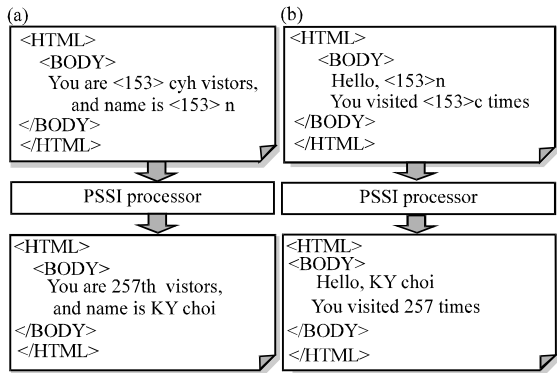 (a)
<HTML>
<BODY>
You are <153> cyh vistors,
and name is <153> n
</BODY>
</HTML>
PSSI processor
<HTML>
<BODY>
You are 257th vistors,
and name is KY choi
</BODY>
</HTML>
(b)
<HTML>
<BODY>
Hello, <153>n
You visited <153>c times
</BODY>
</HTML>
PSSI processor
<HTML>
<BODY>
Hello, KY choi
You visited 257 times
</BODY>
</HTML>